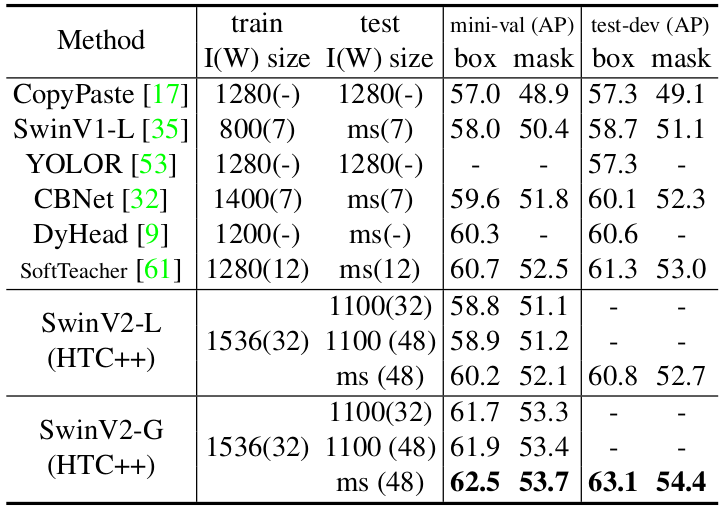 Method train test mini-val (AP) test-dev (AP)
I(W) size I(W) size box mask box mask
CopyPaste [17] 1280(-) 1280(-) 57.0 48.9 57.3 49.1
SwinV1-L [35] 800(7) ms(7) 58.0 50.4 58.7 51.1
YOLOR [53] 1280(-) 1280(-) - - 57.3 -
CBNet [32] 1400(7) ms(7) 59.6 51.8 60.1 52.3
DyHead [9] 1200(-) ms(-) 60.3 - 60.6 -
SoftTeacher [61] 1280(12) ms(12) 60.7 52.5 61.3 53.0
SwinV2-L (HTC++) 1536(32) 1100(32) 58.8 51.1 - -
1100 (48) 58.9 51.2 - -
ms (48) 60.2 52.1 60.8 52.7
SwinV2-G (HTC++) 1536(32) 1100(32) 61.7 53.3 - -
1100 (48) 61.9 53.4 - -
ms (48) 62.5 53.7 63.1 54.4